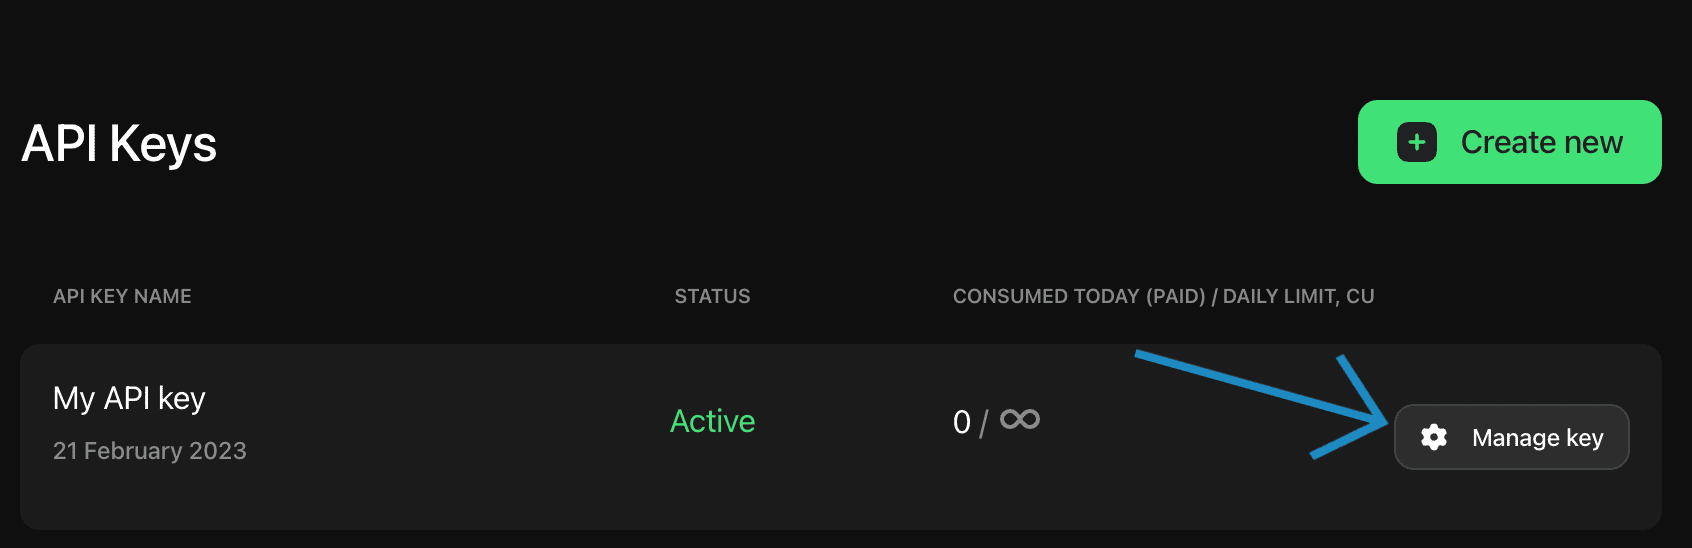 API Keys
Create new
API KEY NAME
STATUS
CONSUMED TODAY (PAID) / DAILY LIMIT, CU
My API key
21 February 2023
Active
0 / ∞
Manage key